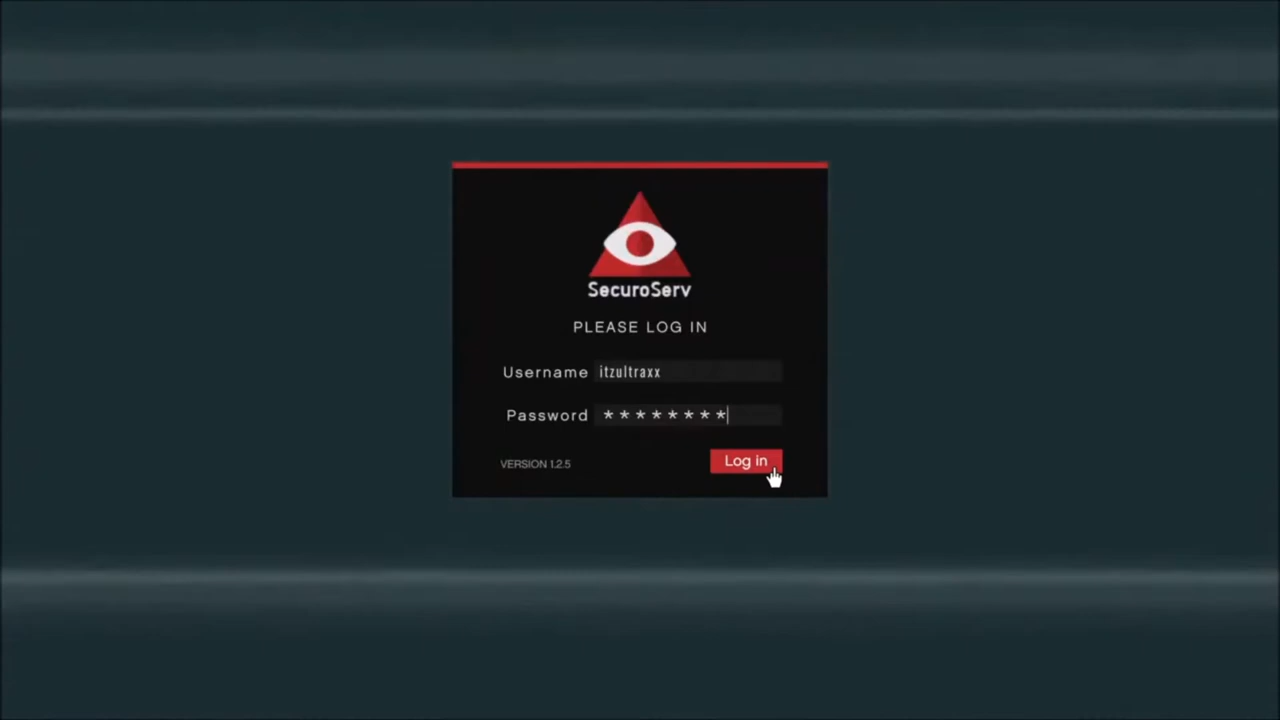 SecuroServ
PLEASE LOG IN
Username itzultraxx
Password ********
VERSION 1.2.5 Log in